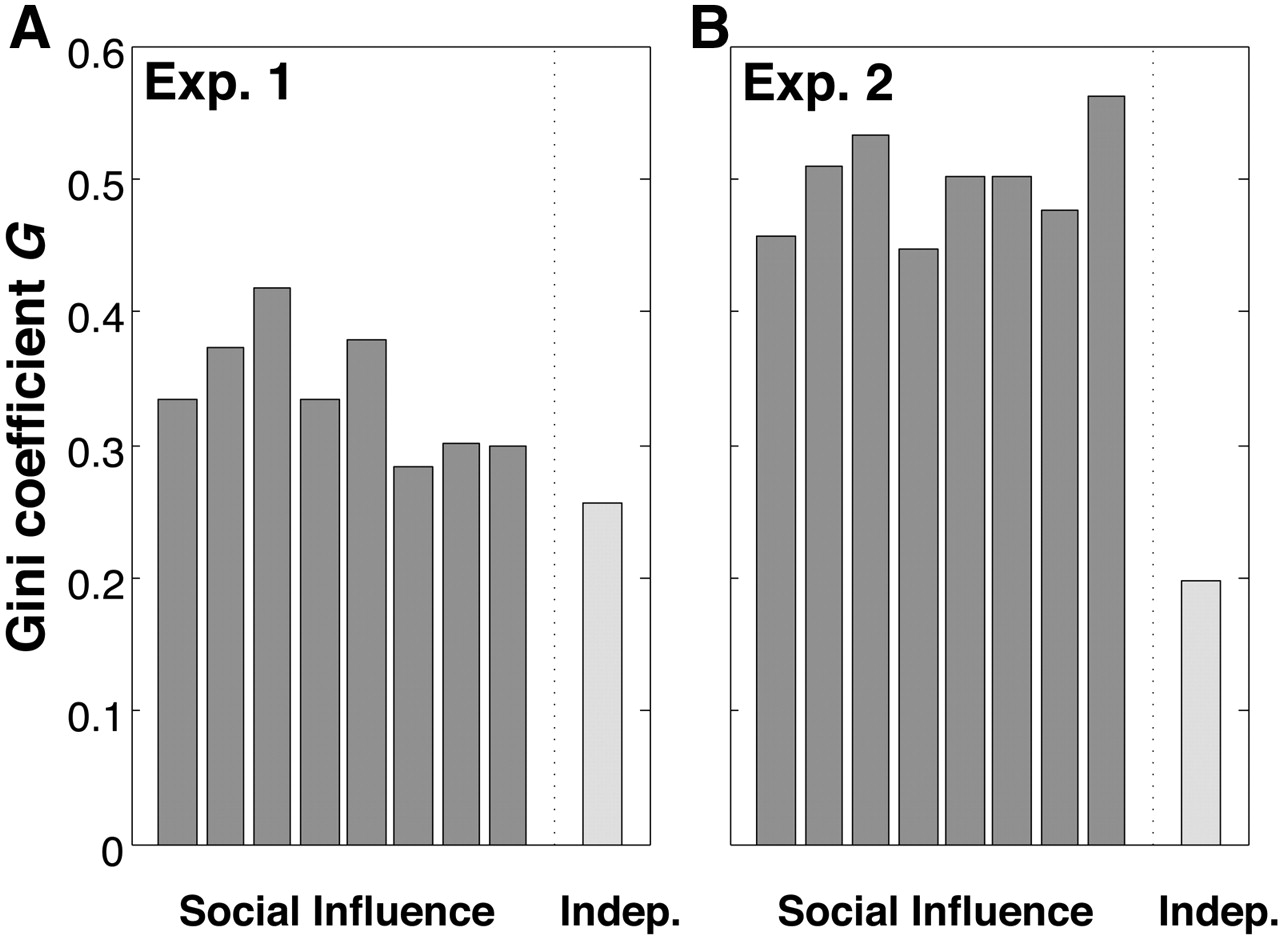 A
B
Exp. 1
Exp. 2
Gini coefficient G
0.6
0.5
0.4
0.3
0.2
0.1
0
Social Influence
Indep.
Social Influence
Indep.